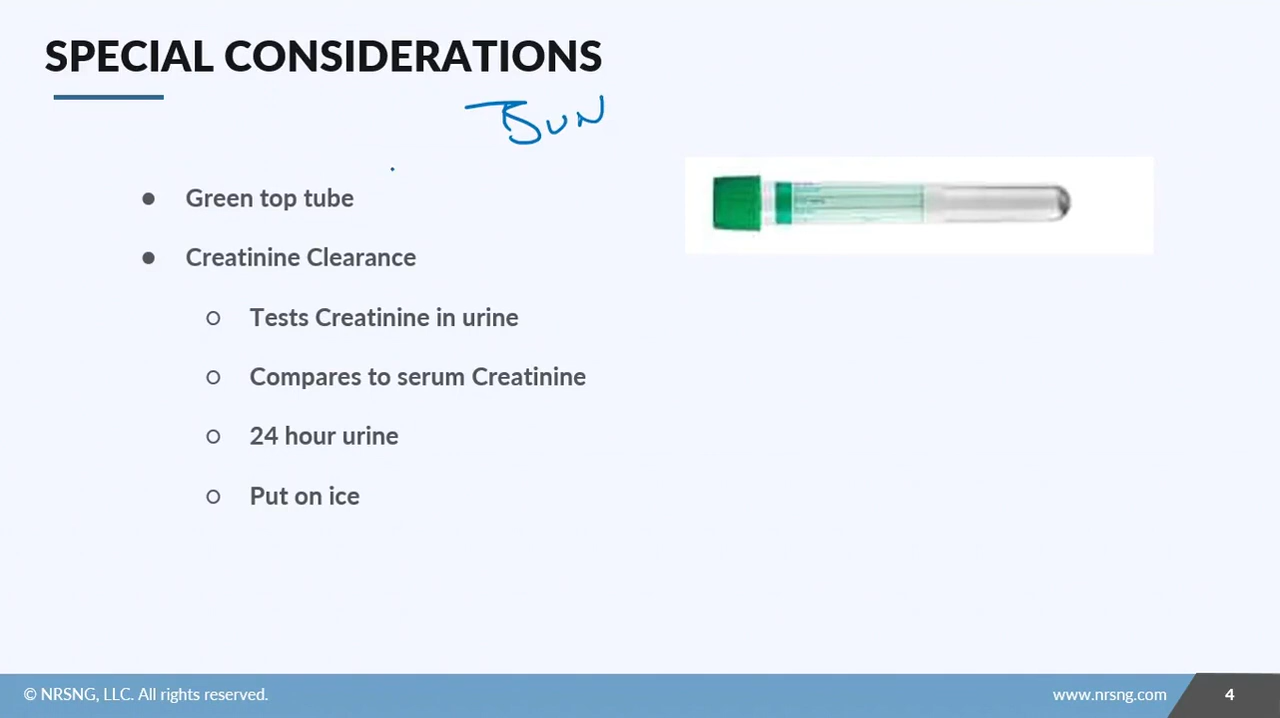 SPECIAL CONSIDERATIONS
BUN
● Green top tube
● Creatinine Clearance
o Tests Creatinine in urine
o Compares to serum Creatinine
o 24 hour urine
o Put on ice
© NRSNG, LLC. All rights reserved.
www.nrsng.com
4